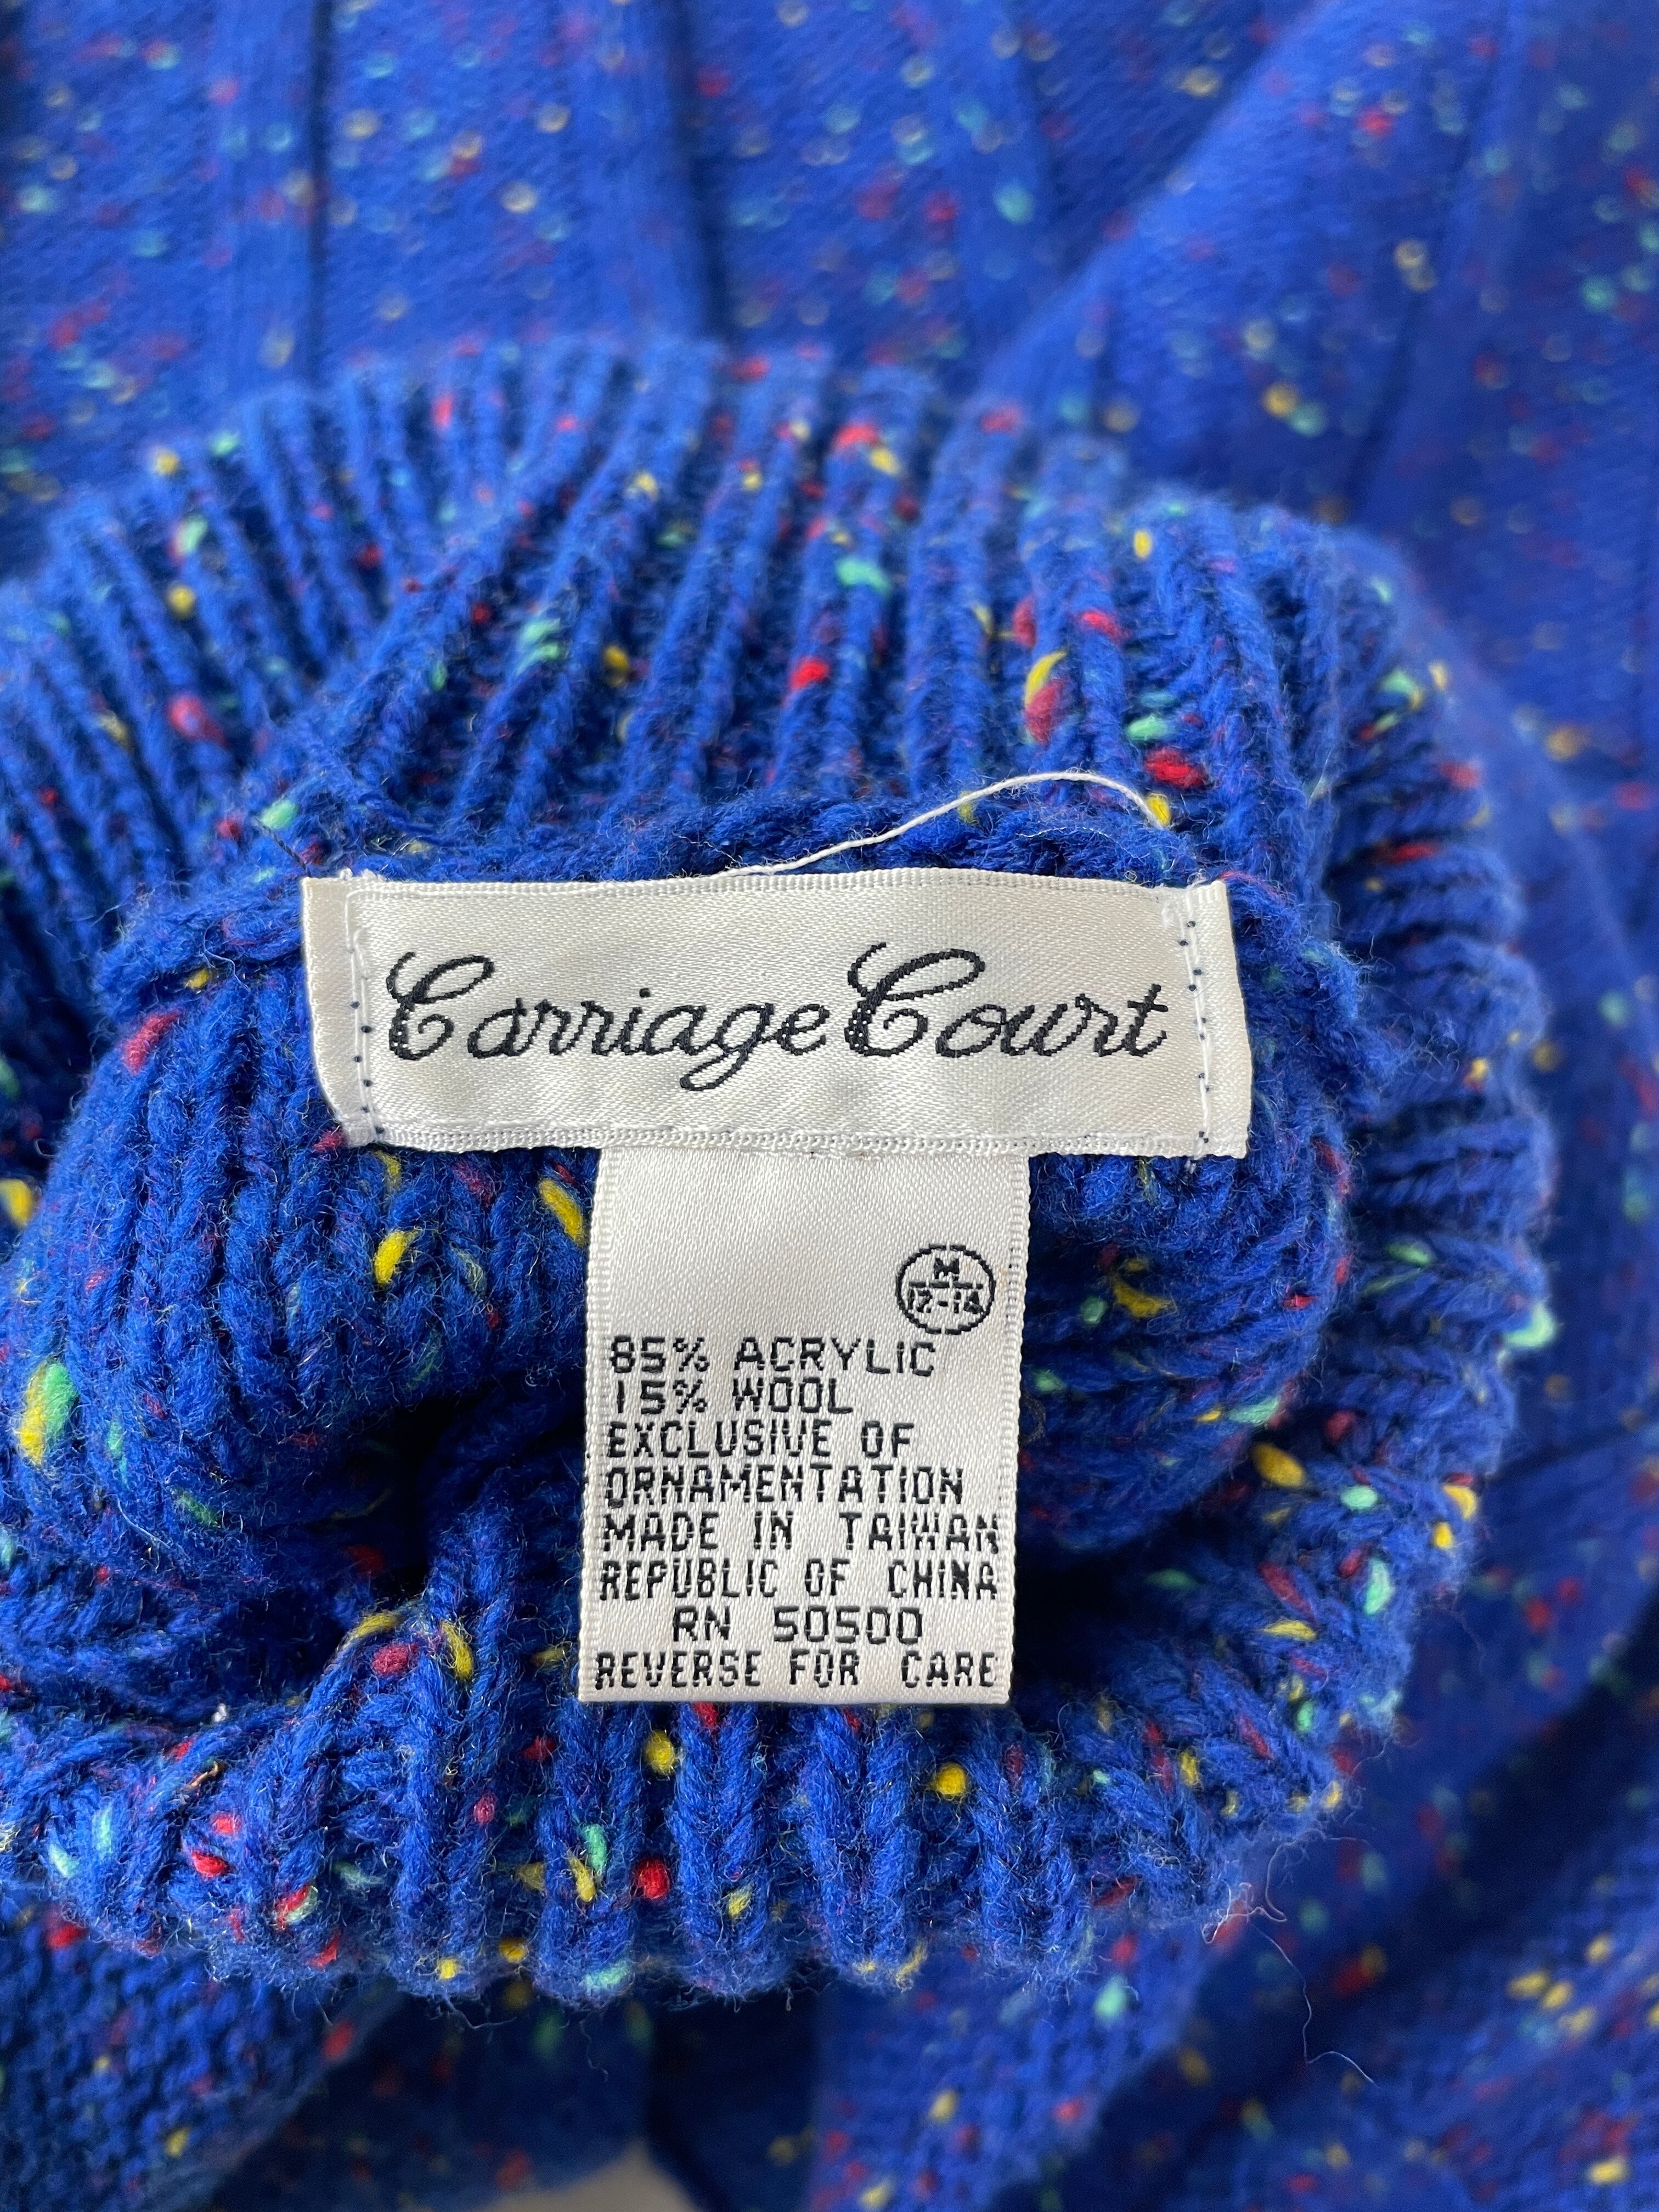 Carriage Court
M
12-14
85% ACRYLIC
15% WOOL
EXCLUSIVE OF
ORNAMENTATION
MADE IN TAIWAN
REPUBLIC OF CHINA
RN 50500
REVERSE FOR CARE